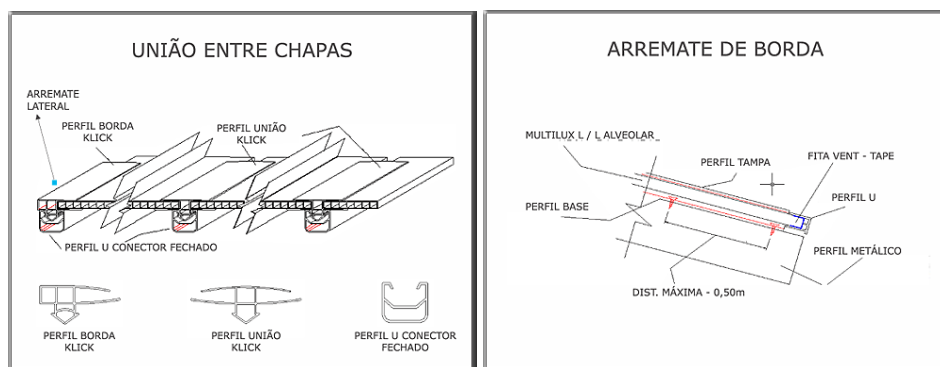 UNIÃO ENTRE CHAPAS
ARREMATE
LATERAL
PERFIL BORDA
KLICK
PERFIL UNIÃO
KLICK
PERFIL U CONECTOR FECHADO
PERFIL BORDA
KLICK
PERFIL UNIÃO
KLICK
PERFIL U CONECTOR
FECHADO
ARREMATE DE BORDA
MULTILUX L / L ALVEOLAR
PERFIL TAMPA
FITA VENT - TAPE
PERFIL BASE
PERFIL U
PERFIL METÁLICO
DIST. MÁXIMA - 0,50m